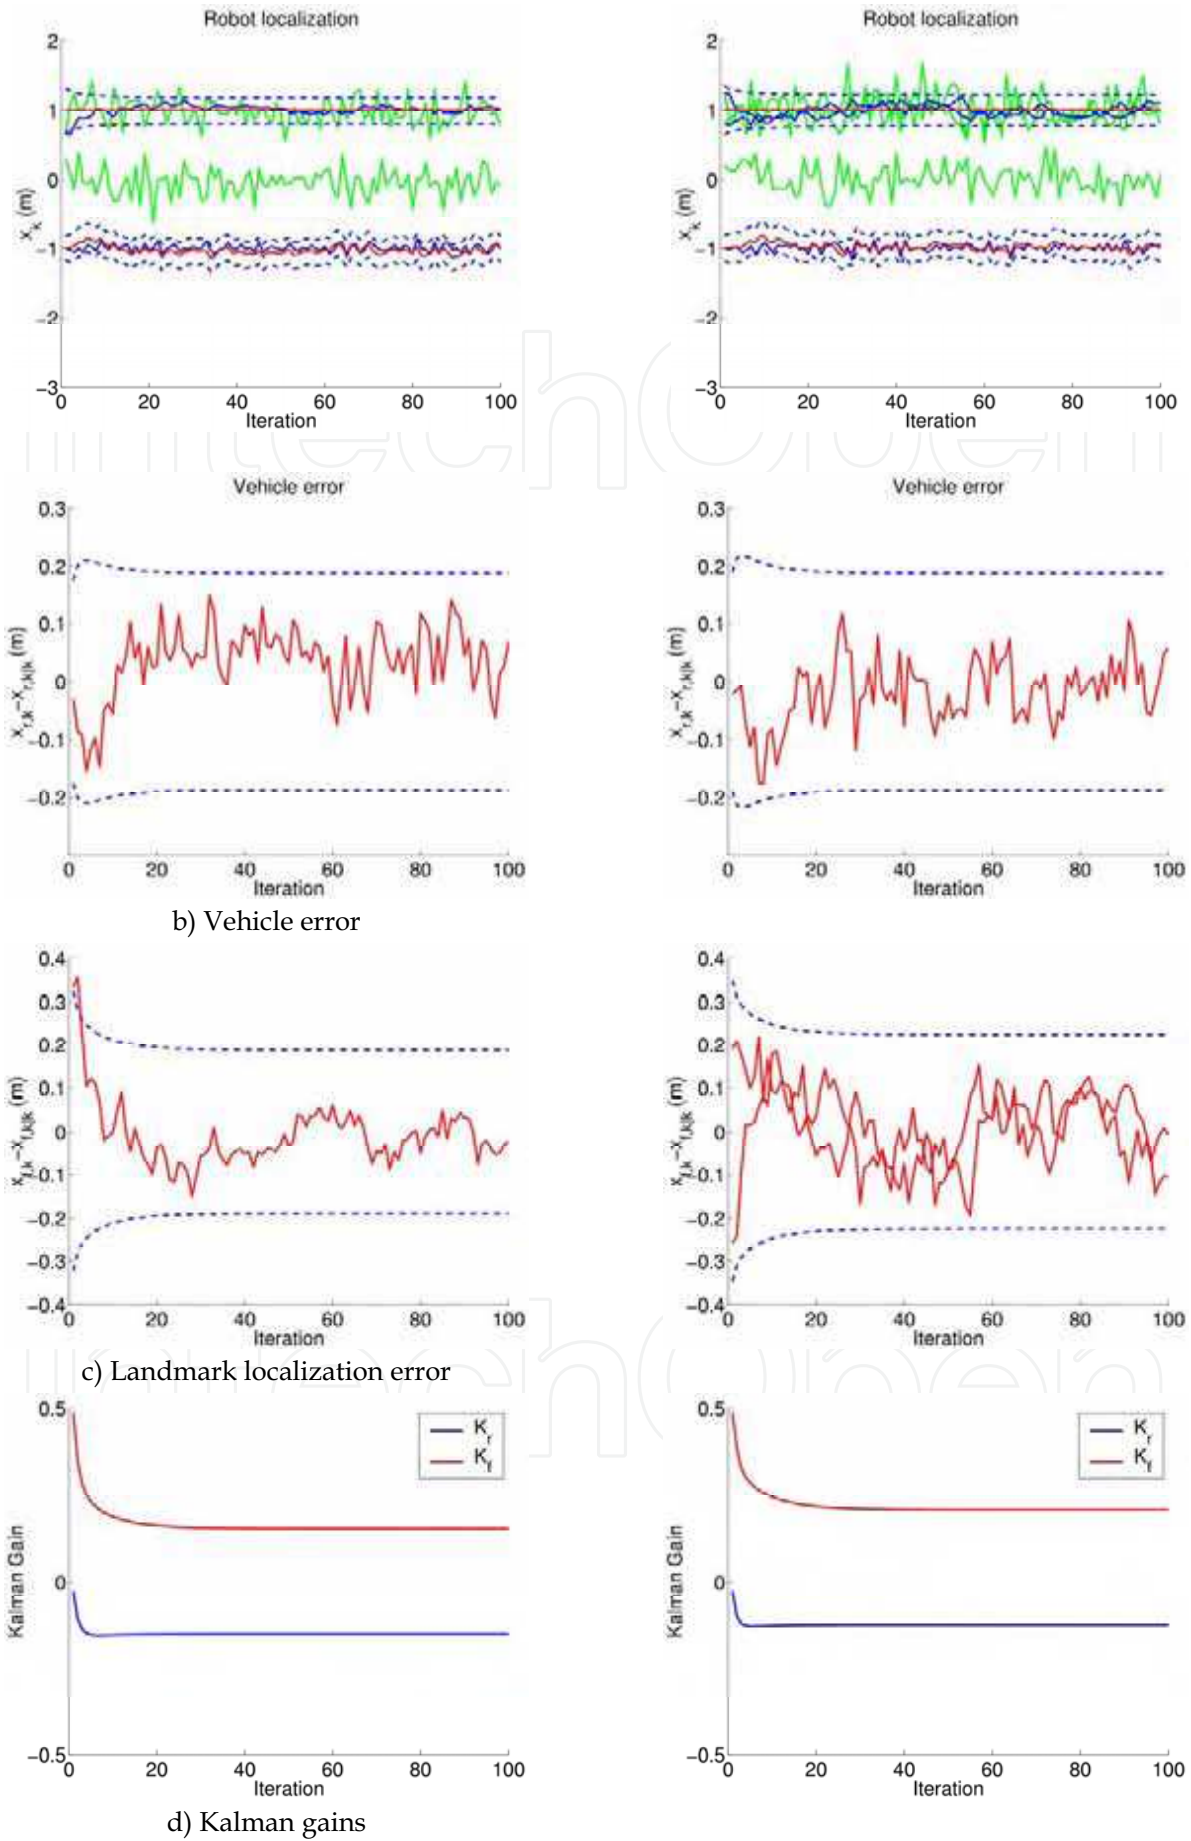 Robot localization Robot localization
2 2
1 1
0 0
−1 −1
−2 −2
−3 −3
x_k (m) x_k (m)
0 20 40 60 80 100 0 20 40 60 80 100
Iteration Iteration
Vehicle error Vehicle error
0.3 0.3
0.2 0.2
0.1 0.1
0 0
−0.1 −0.1
−0.2 −0.2
x_r,k−x_r,k|k (m) x_r,k−x_r,k|k (m)
0 20 40 60 80 100 0 20 40 60 80 100
Iteration Iteration
b) Vehicle error
0.4 0.4
0.3 0.3
0.2 0.2
0.1 0.1
0 0
−0.1 −0.1
−0.2 −0.2
−0.3 −0.3
−0.4 −0.4
x_f,k−x_f,k|k (m) x_f,k−x_f,k|k (m)
0 20 40 60 80 100 0 20 40 60 80 100
Iteration Iteration
c) Landmark localization error
0.5 0.5
K_r K_r
K_f K_f
0 0
−0.5 −0.5
Kalman Gain Kalman Gain
0 20 40 60 80 100 0 20 40 60 80 100
Iteration Iteration
d) Kalman gains